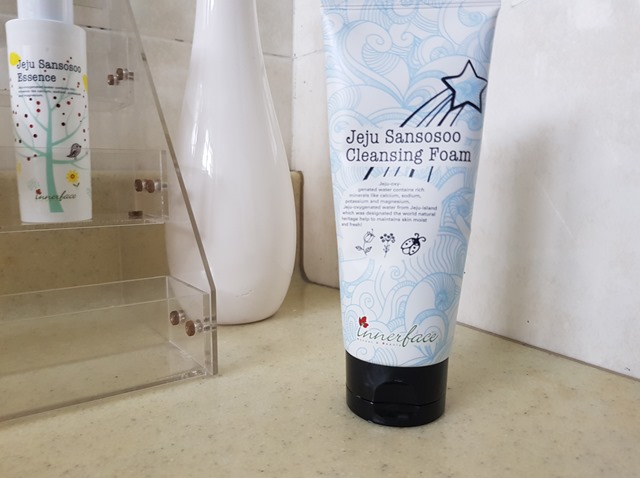 Jeju Sansosoo
Essence
innerface
Jeju Sansosoo
Cleansing Foam
Jeju oxy-
genated water contains rich
minerals like calcium, sodium,
potassium and magnesium.
Jeju-oxygenated water from Jeju island
which was designated the world natural
heritage help to maintains skin moist
and fresh!
innerface